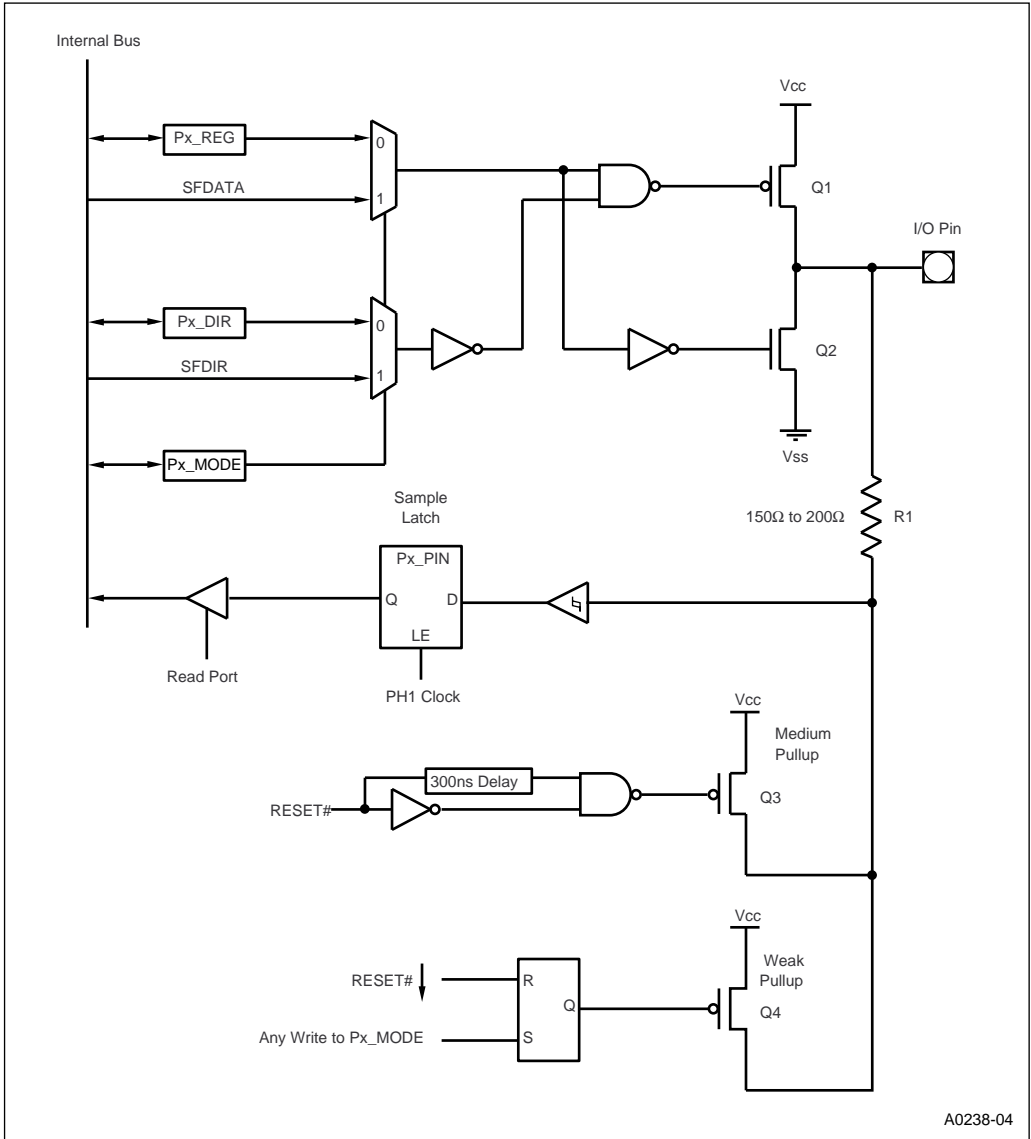 Internal Bus
Vcc
Px_REG
0
SFDATA
1
Q1
I/O Pin
Px_DIR
0
SFDIR
1
Q2
Px_MODE
Vss
Sample
Latch
150Ω to 200Ω
R1
Px_PIN
Q
D
LE
Read Port
PH1 Clock
Vcc
Medium
Pullup
300ns Delay
RESET#
Q3
Vcc
Weak
Pullup
RESET#
R
Q
Q4
Any Write to Px_MODE
S
A0238-04